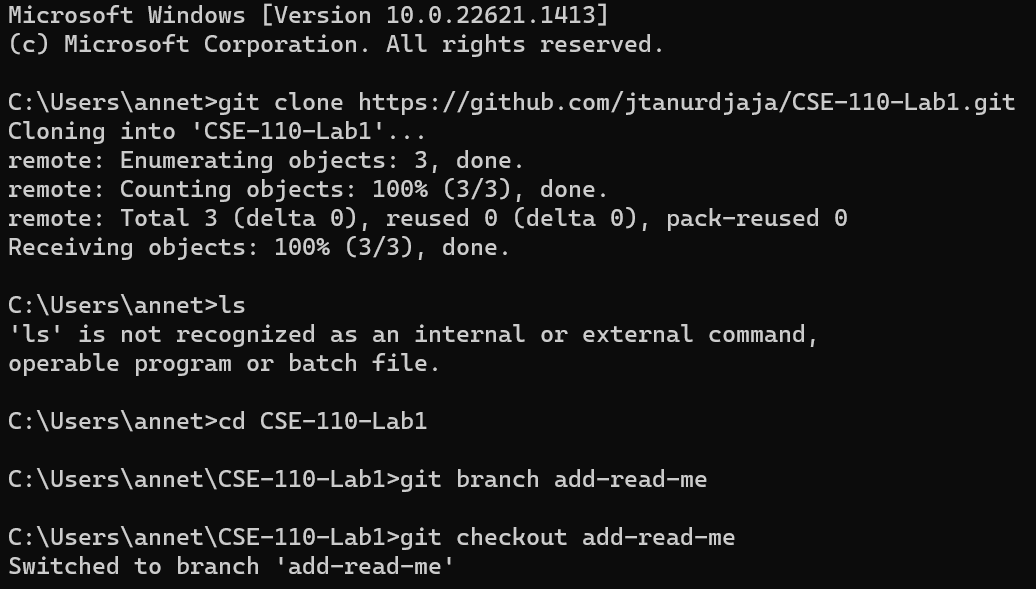 Microsoft Windows [Version 10.0.22621.1413]
(c) Microsoft Corporation. All rights reserved.
C:\Users\annet>git clone https://github.com/jtanurdjaja/CSE-110-Lab1.git
Cloning into 'CSE-110-Lab1'...
remote: Enumerating objects: 3, done.
remote: Counting objects: 100% (3/3), done.
remote: Total 3 (delta 0), reused 0 (delta 0), pack-reused 0
Receiving objects: 100% (3/3), done.
C:\Users\annet>ls
'ls' is not recognized as an internal or external command,
operable program or batch file.
C:\Users\annet>cd CSE-110-Lab1
C:\Users\annet\CSE-110-Lab1>git branch add-read-me
C:\Users\annet\CSE-110-Lab1>git checkout add-read-me
Switched to branch 'add-read-me'